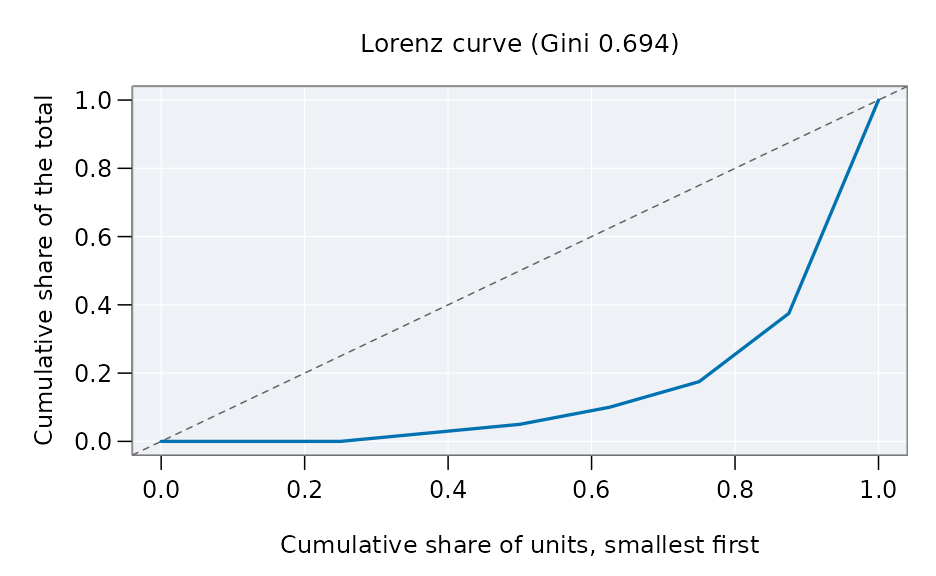 Lorenz curve (Gini 0.694)
Cumulative share of the total
1.0
0.8
0.6
0.4
0.2
0.0
0.0 0.2 0.4 0.6 0.8 1.0
Cumulative share of units, smallest first